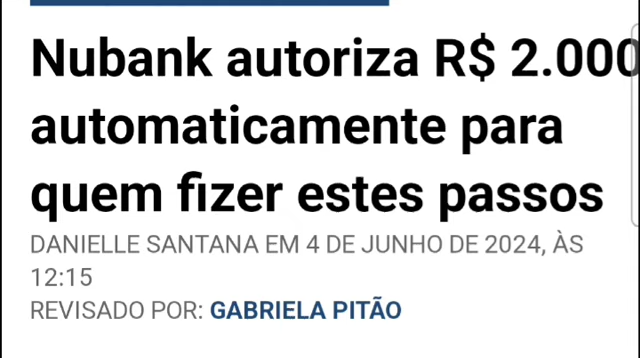 Nubank autoriza R$ 2.000
automaticamente para
quem fizer estes passos
DANIELLE SANTANA EM 4 DE JUNHO DE 2024, ÀS
12:15
REVISADO POR: GABRIELA PITÃO